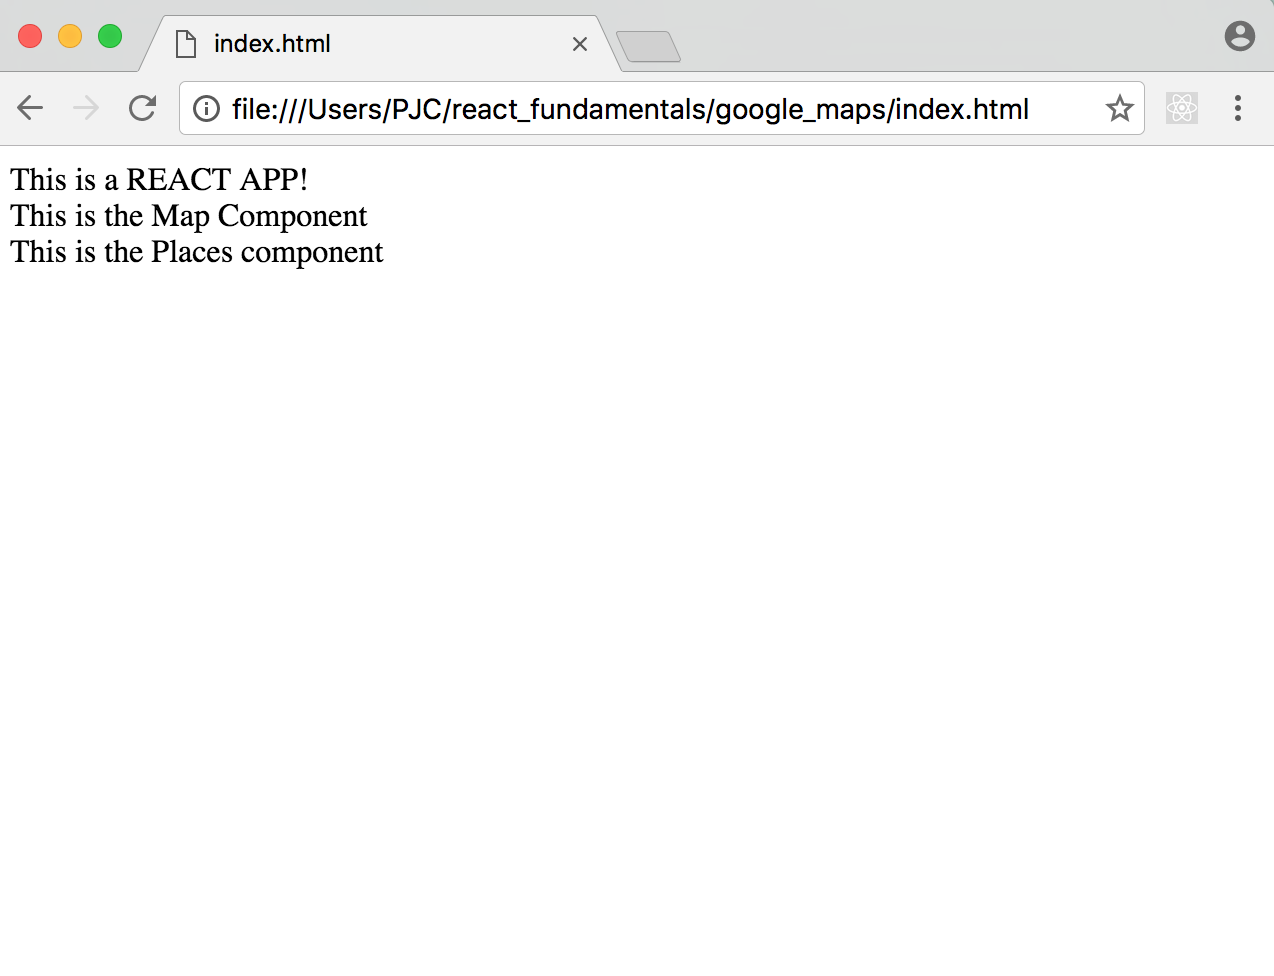 index.html
file:///Users/PJC/react_fundamentals/google_maps/index.html
This is a REACT APP!
This is the Map Component
This is the Places component